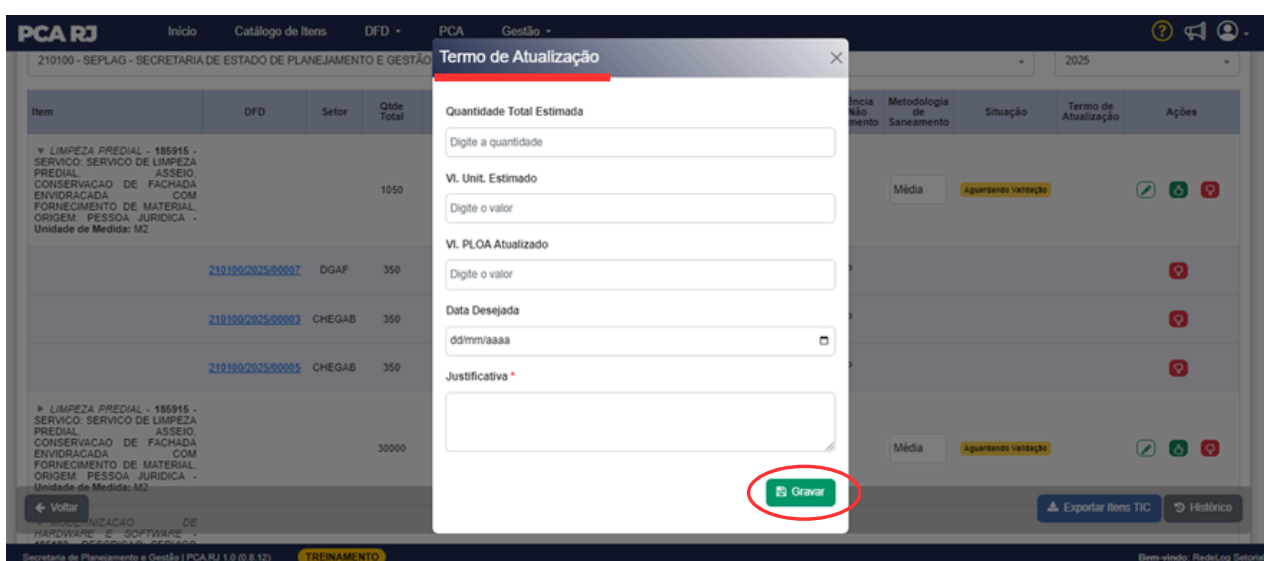 PCA RJ Início Catálogo de Itens DFD PCA Gestão
210100 - SEPLAG - SECRETARIA DE ESTADO DE PLANEJAMENTO E GESTÃO 2025
Termo de Atualização
Item DFD Setor Qtde Total Metodologia de Saneamento Situação Termo de Atualização Ações
LIMPEZA PREDIAL - 185915 -
SERVICO: SERVICO DE LIMPEZA
PREDIAL, ASSEIO,
CONSERVACAO DE FACHADA
ENVIDRACADA COM
FORNECIMENTO DE MATERIAL,
ORIGEM: PESSOA JURIDICA -
Unidade de Medida: M2
1050 Média Aguardando Validação
210100/2025/00007 DGAF 350
210100/2025/00003 CHEGAB 350
210100/2025/00005 CHEGAB 350
LIMPEZA PREDIAL - 185915 -
SERVICO: SERVICO DE LIMPEZA
PREDIAL, ASSEIO,
CONSERVACAO DE FACHADA
ENVIDRACADA COM
FORNECIMENTO DE MATERIAL,
ORIGEM: PESSOA JURIDICA -
Unidade de Medida: M2
30000 Média Aguardando Validação
Quantidade Total Estimada
Digite a quantidade
Vl. Unit. Estimado
Digite o valor
Vl. PLOA Atualizado
Digite o valor
Data Desejada
dd/mm/aaaa
Justificativa *
Gravar
Voltar Exportar Itens TIC Histórico
MODERNIZACAO DE
HARDWARE E SOFTWARE -
Secretaria de Planejamento e Gestão | PCA.RJ 1.0 (0.8.12) TREINAMENTO Bem-vindo: RedeLog Setorial